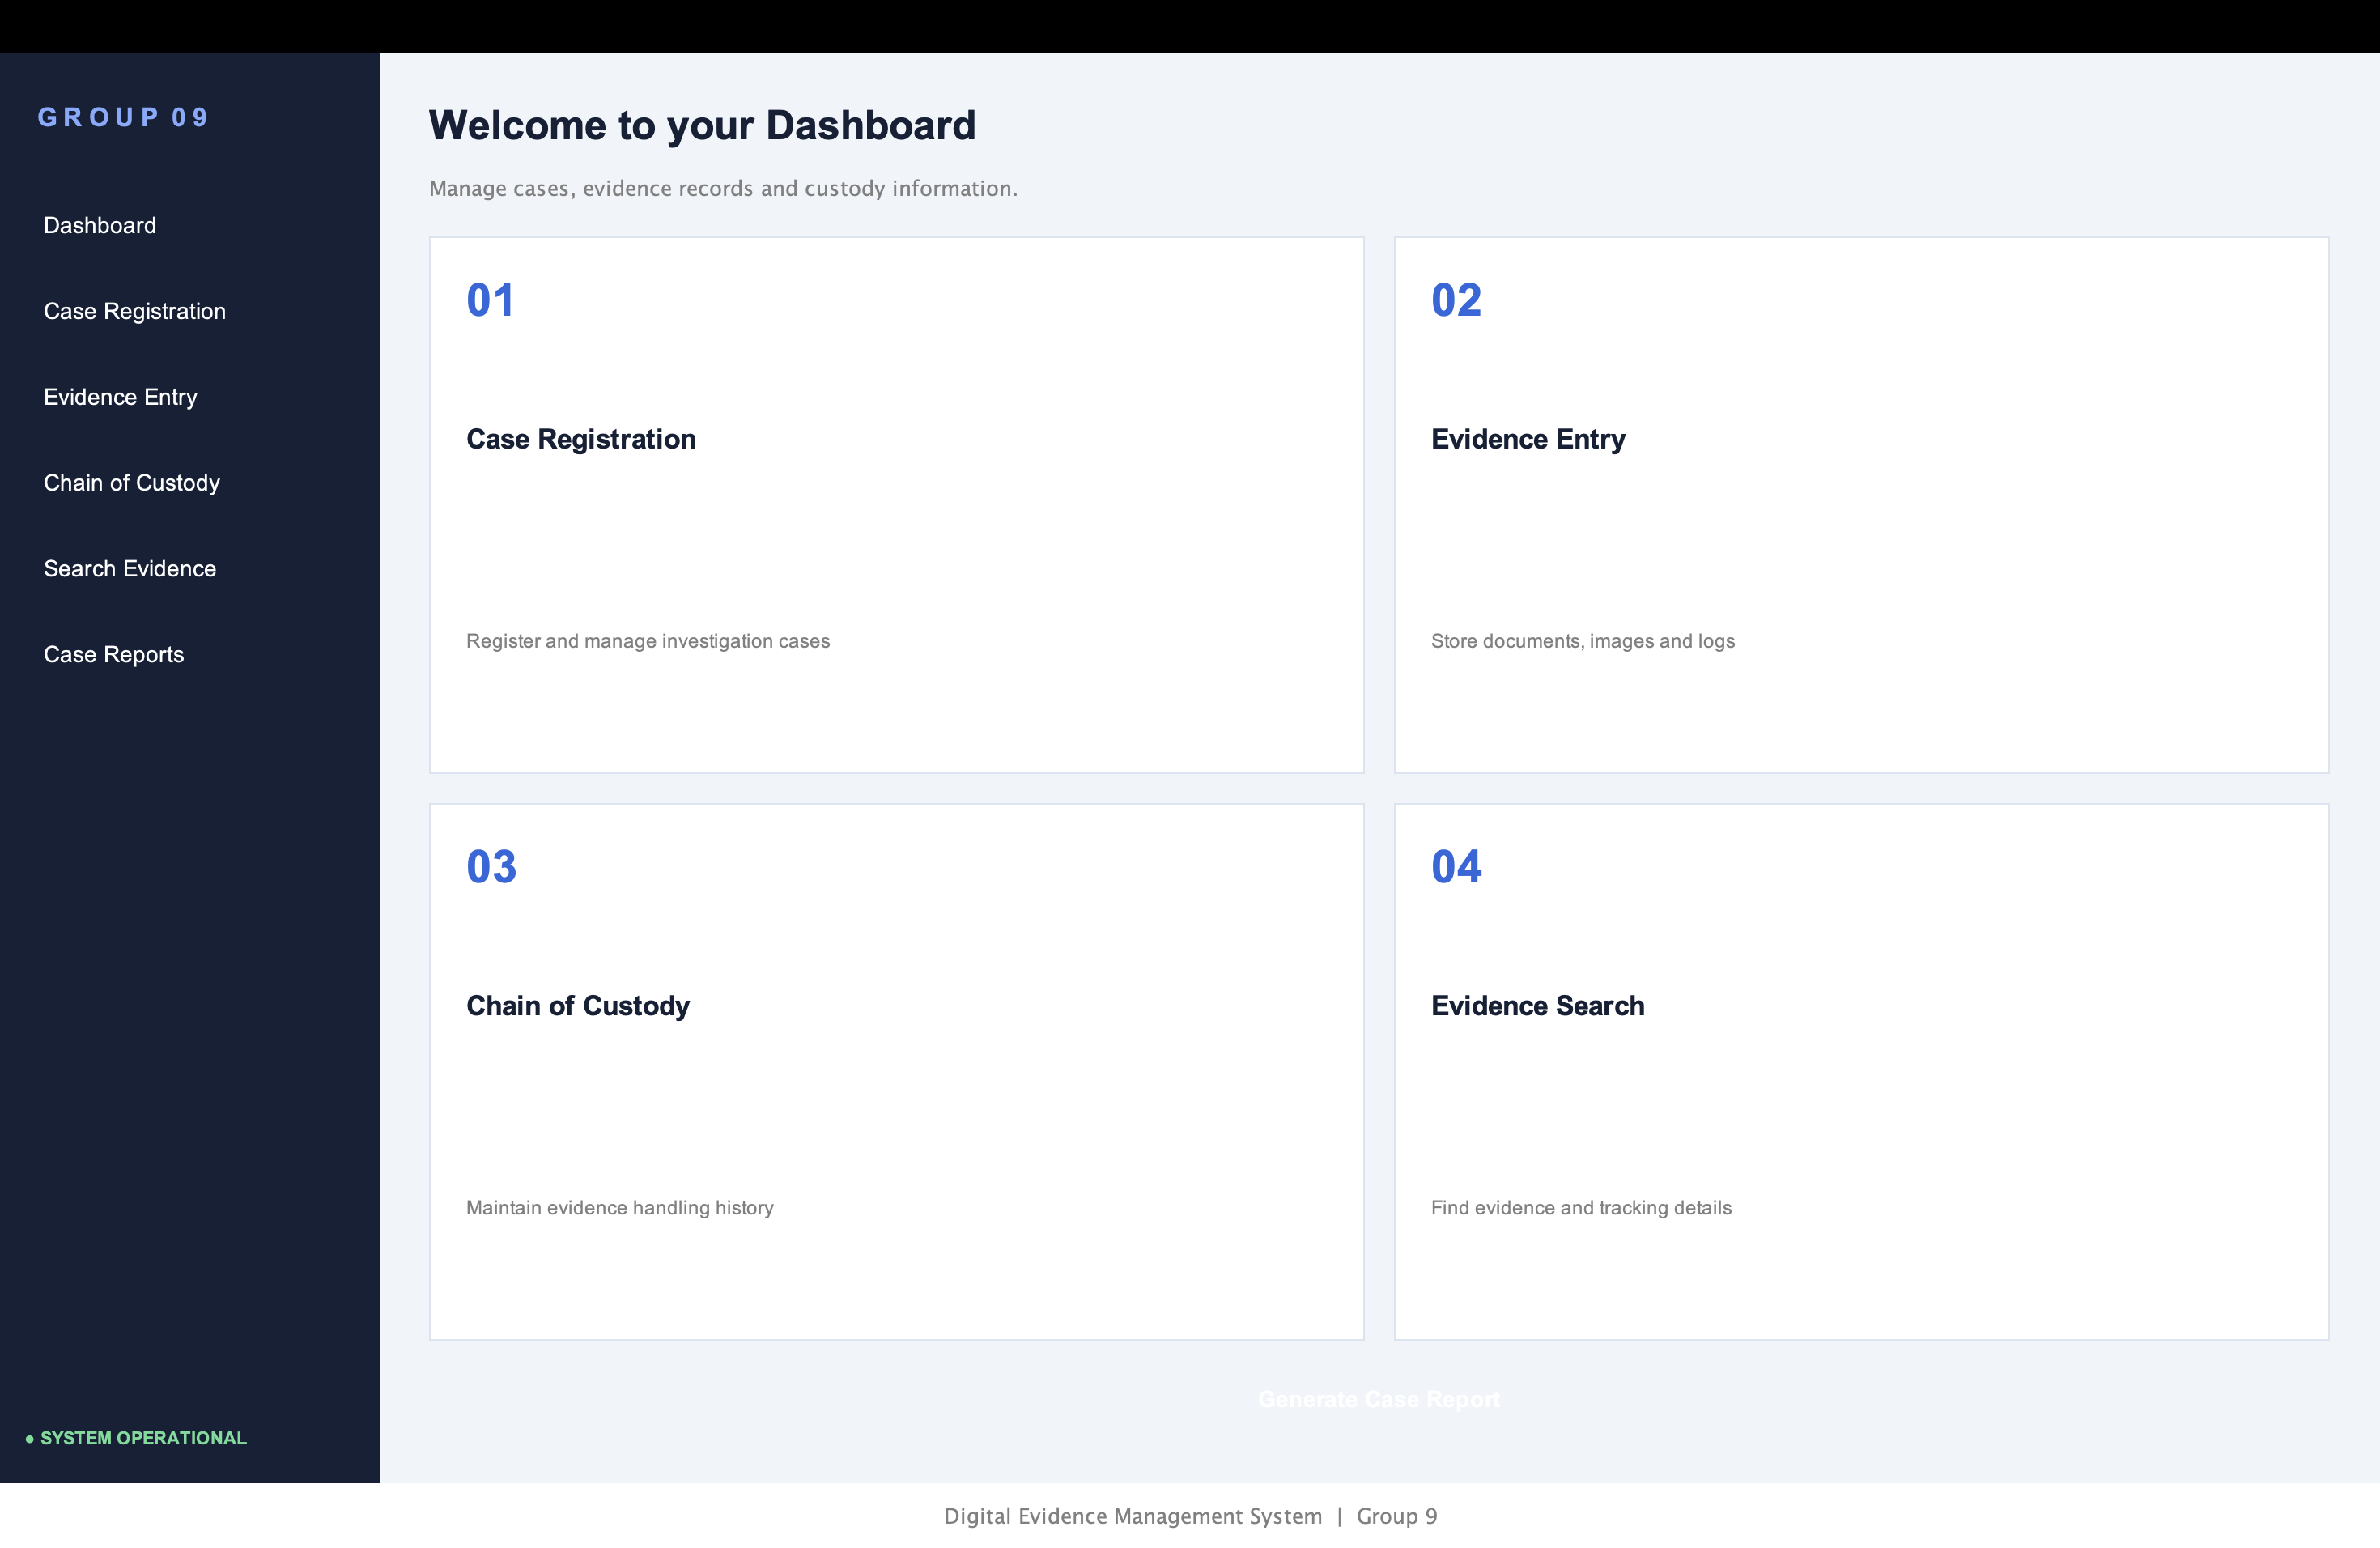 GROUP 09
Dashboard
Case Registration
Evidence Entry
Chain of Custody
Search Evidence
Case Reports
● SYSTEM OPERATIONAL
Welcome to your Dashboard
Manage cases, evidence records and custody information.
01
Case Registration
Register and manage investigation cases
02
Evidence Entry
Store documents, images and logs
03
Chain of Custody
Maintain evidence handling history
04
Evidence Search
Find evidence and tracking details
Generate Case Report
Digital Evidence Management System | Group 9